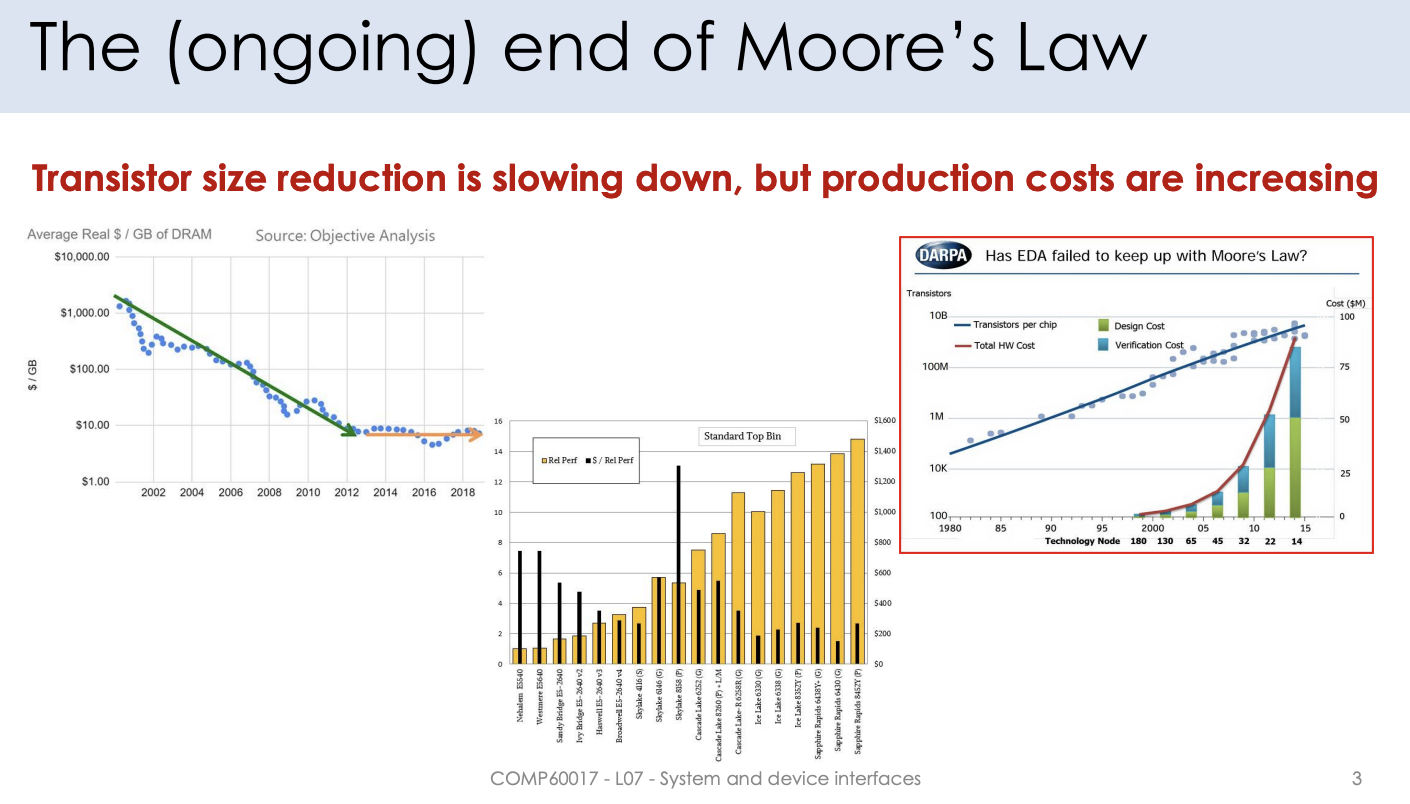 The (ongoing) end of Moore’s Law
Transistor size reduction is slowing down, but production costs are increasing
Average Real $ / GB of DRAM
Source: Objective Analysis
$ / GB
$10,000.00
$1,000.00
$100.00
$10.00
$1.00
2002 2004 2006 2008 2010 2012 2014 2016 2018
Standard Top Bin
Rel Perf $ / Rel Perf
16
14
12
10
8
6
4
2
0
$1,600
$1,400
$1,200
$1,000
$800
$600
$400
$200
$0
Nehalem E5540
Westmere E5640
Sandy Bridge E5-2640
Ivy Bridge E5-2640 v2
Haswell E5-2640 v3
Broadwell E5-2640 v4
Skylake 4116 (S)
Skylake 6146 (G)
Skylake 8158 (P)
Cascade Lake 6252 (G)
Cascade Lake 8260 (P) + L/M
Cascade Lake-R 6258R (G)
Ice Lake 6330 (G)
Ice Lake 6338 (G)
Ice Lake 8352Y (P)
Sapphire Rapids 6438Y+ (G)
Sapphire Rapids 6430 (G)
Sapphire Rapids 8452Y (P)
DARPA
Has EDA failed to keep up with Moore’s Law?
Transistors
Cost ($M)
Transistors per chip
Total HW Cost
Design Cost
Verification Cost
10B
100M
1M
10K
100
100
75
50
25
0
1980 85 90 95 2000 05 10 15
Technology Node 180 130 65 45 32 22 14
COMP60017 - L07 - System and device interfaces
3